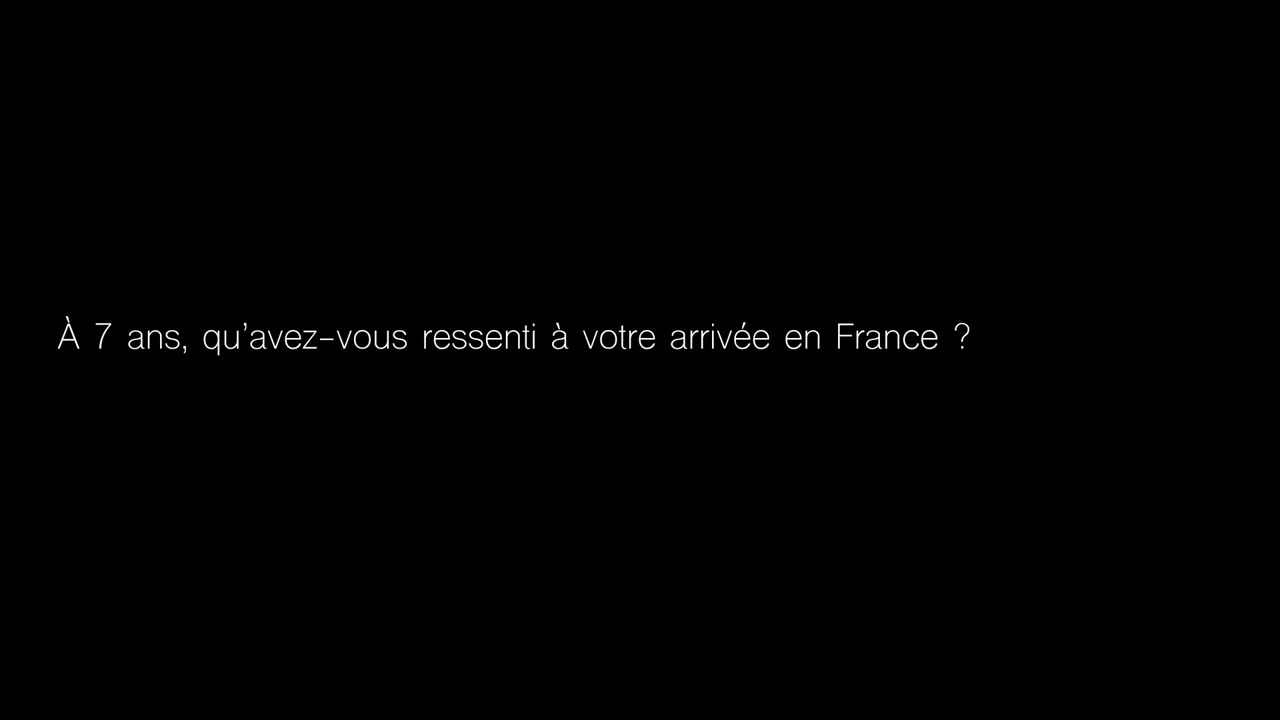 À 7 ans, qu’avez-vous ressenti à votre arrivée en France ?